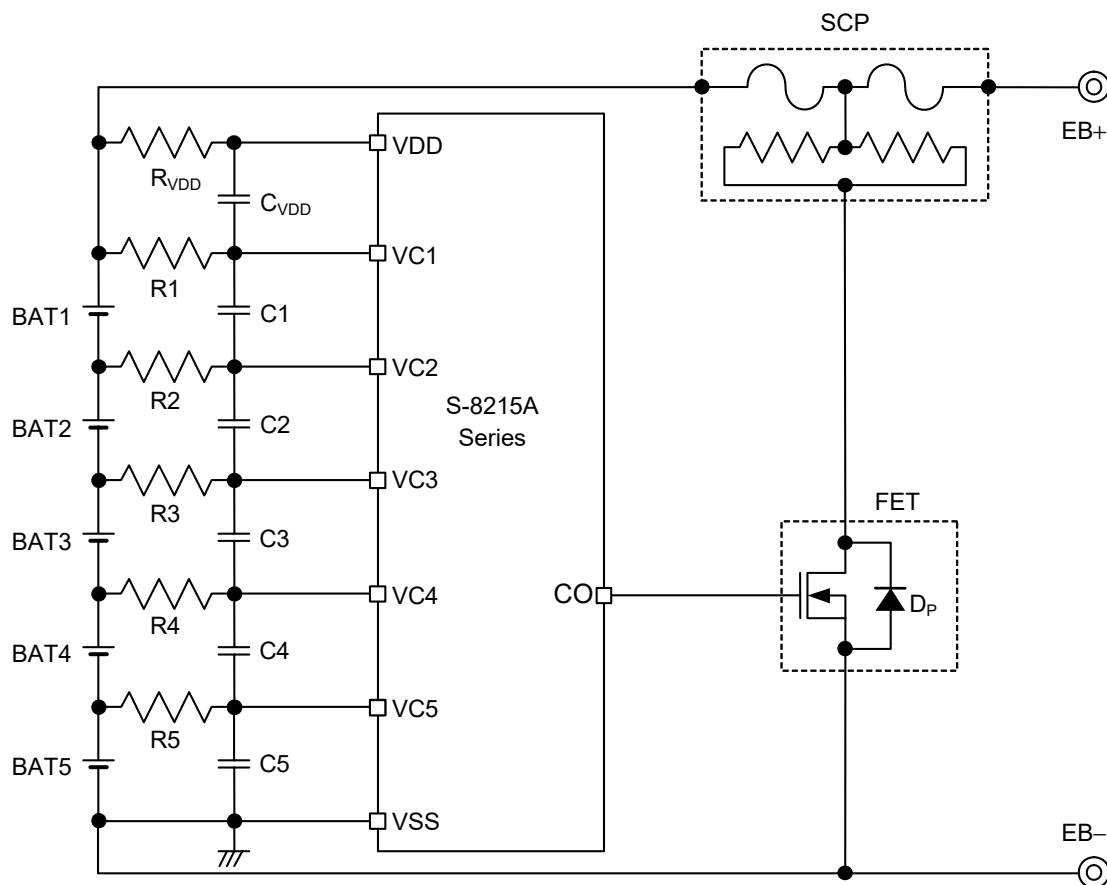 SCP
EB+
VDD
RVDD
CVDD
VC1
R1
BAT1
C1
VC2
R2
S-8215A
Series
BAT2
C2
VC3
R3
FET
BAT3
C3
CO
VC4
DP
R4
BAT4
C4
VC5
R5
BAT5
C5
VSS
EB−